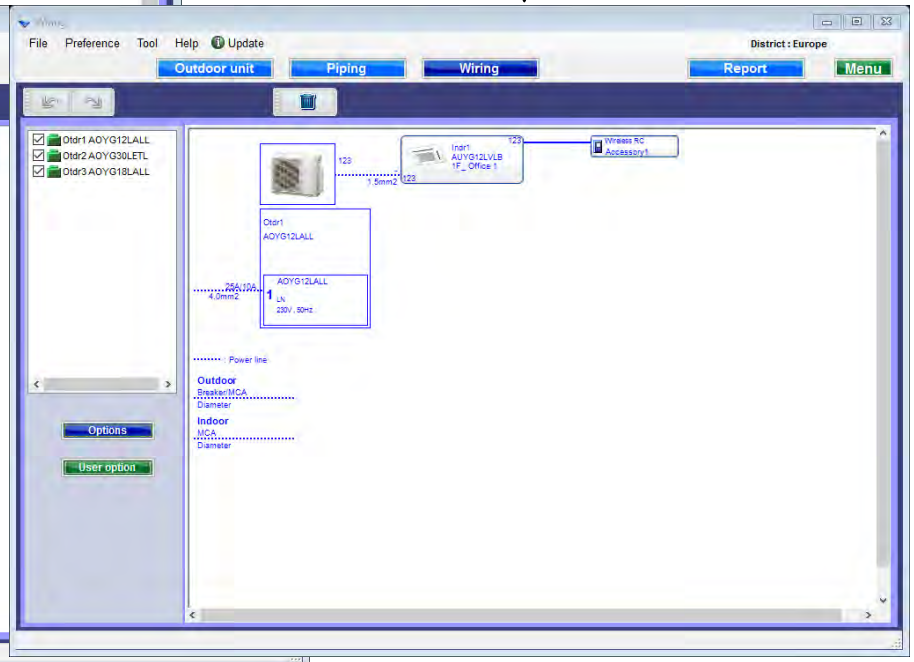 Wiring
File Preference Tool Help Update
District : Europe
Outdoor unit Piping Wiring Report Menu
Otdr1 AOYG12LALL
Otdr2 AOYG30LETL
Otdr3 AOYG18LALL
Options
User option
123
1.5mm2
123
Indr1
AUYG12LVLB
1F_ Office 1
123
Wireless RC
Accessory1
Otdr1
AOYG12LALL
25A/10A
4.0mm2
AOYG12LALL
1 LN
230V , 50Hz
: Power line
Outdoor
Breaker/MCA
Diameter
Indoor
MCA
Diameter